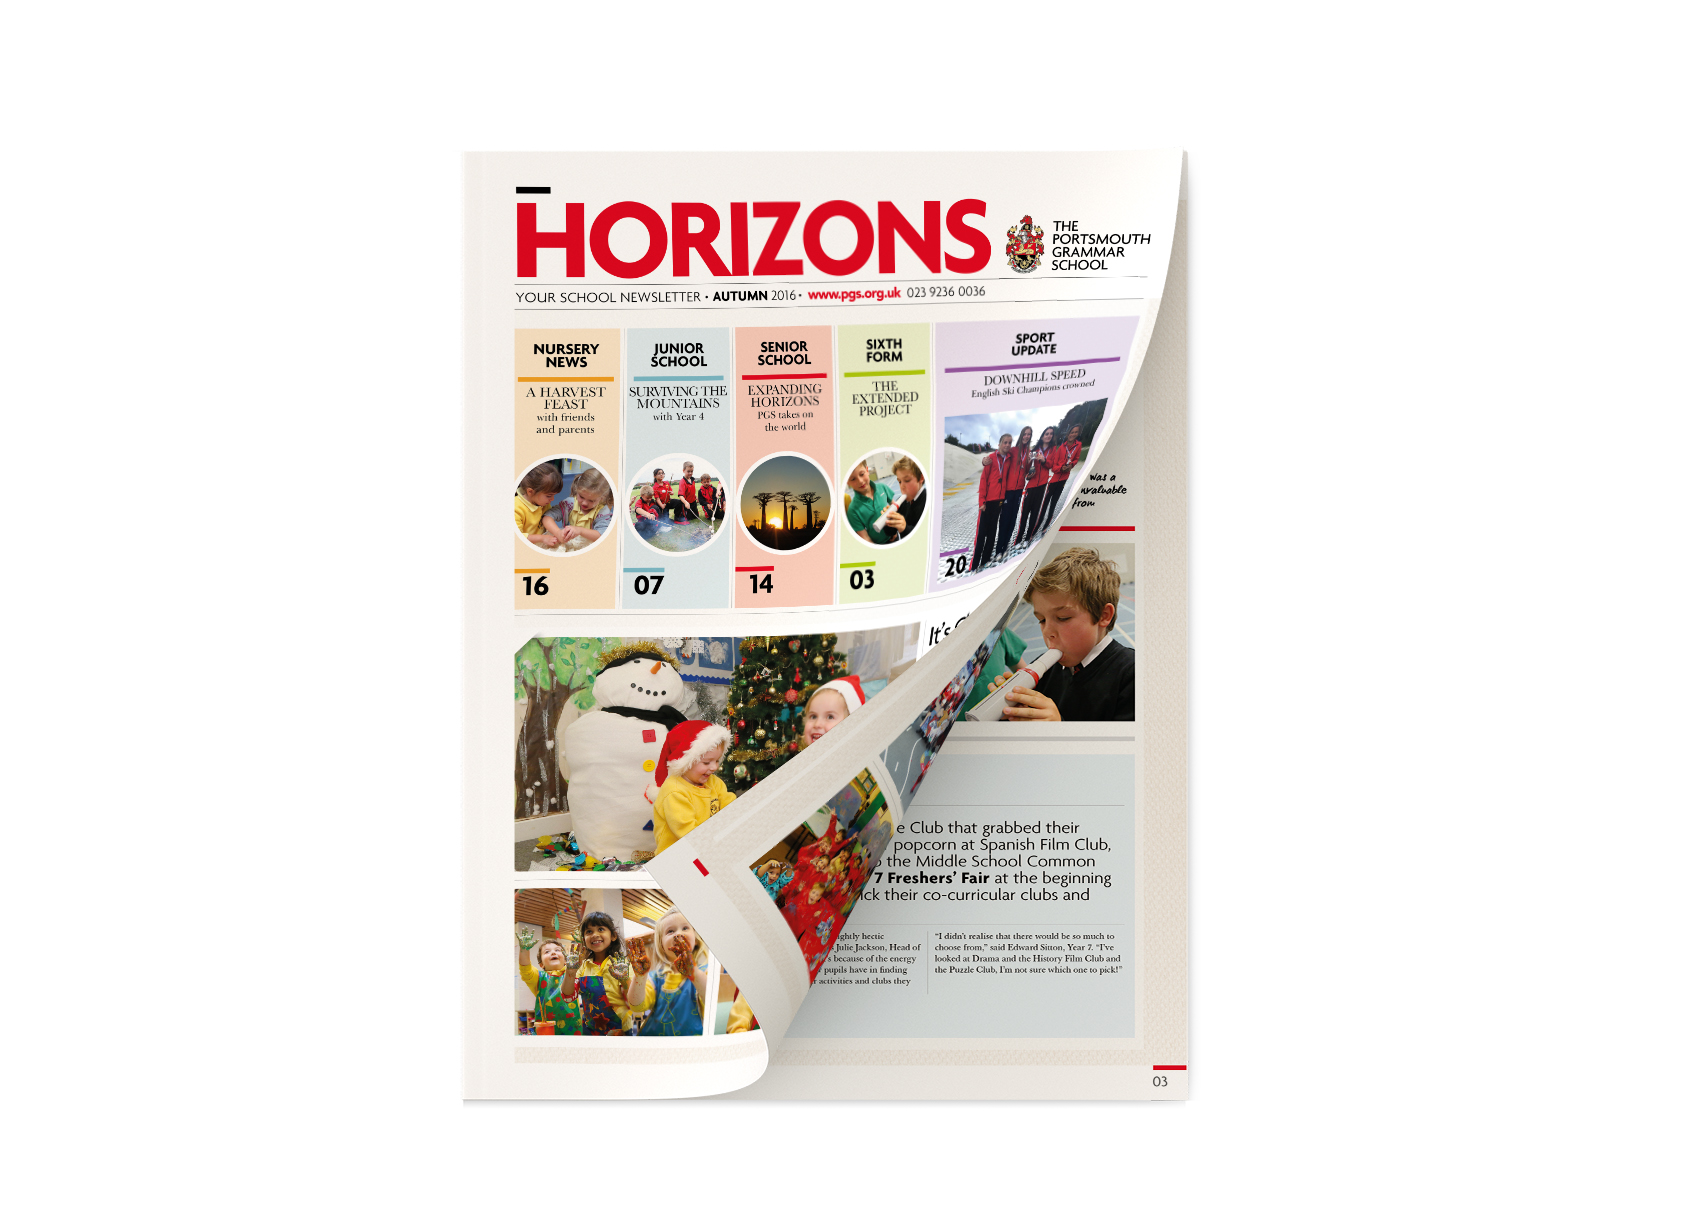 HORIZONS
THE
PORTSMOUTH
GRAMMAR
SCHOOL
YOUR SCHOOL NEWSLETTER • AUTUMN 2016 • www.pgs.org.uk 023 9236 0036
NURSERY
NEWS
A HARVEST
FEAST
with friends
and parents
16
JUNIOR
SCHOOL
SURVIVING THE
MOUNTAINS
with Year 4
07
SENIOR
SCHOOL
EXPANDING
HORIZONS
PGS takes on
the world
14
SIXTH
FORM
THE
EXTENDED
PROJECT
03
SPORT
UPDATE
DOWNHILL SPEED
English Ski Champions crowned
20
It's
was a
from
Club that grabbed their
popcorn at Spanish Film Club,
the Middle School Common
7 Freshers' Fair at the beginning
their co-curricular clubs and
hectic
Julie Jackson, Head of
because of the energy
pupils have in finding
activities and clubs they
"I didn't realise that there would be so much to
choose from," said Edward Sitton, Year 7. "I've
looked at Drama and the History Film Club and
the Puzzle Club, I'm not sure which one to pick!"
03